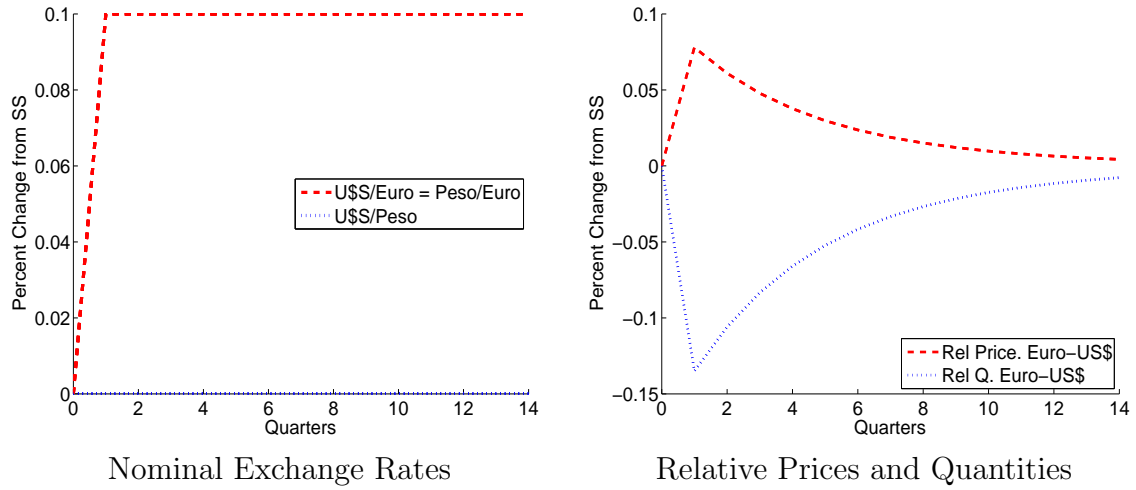 0.1
0.08
0.06
0.04
0.02
0
Percent Change from SS
U$S/Euro = Peso/Euro
U$S/Peso
0 2 4 6 8 10 12 14
Quarters
Nominal Exchange Rates
0.1
0.05
0
−0.05
−0.1
−0.15
Percent Change from SS
Rel Price. Euro−US$
Rel Q. Euro−US$
0 2 4 6 8 10 12 14
Quarters
Relative Prices and Quantities